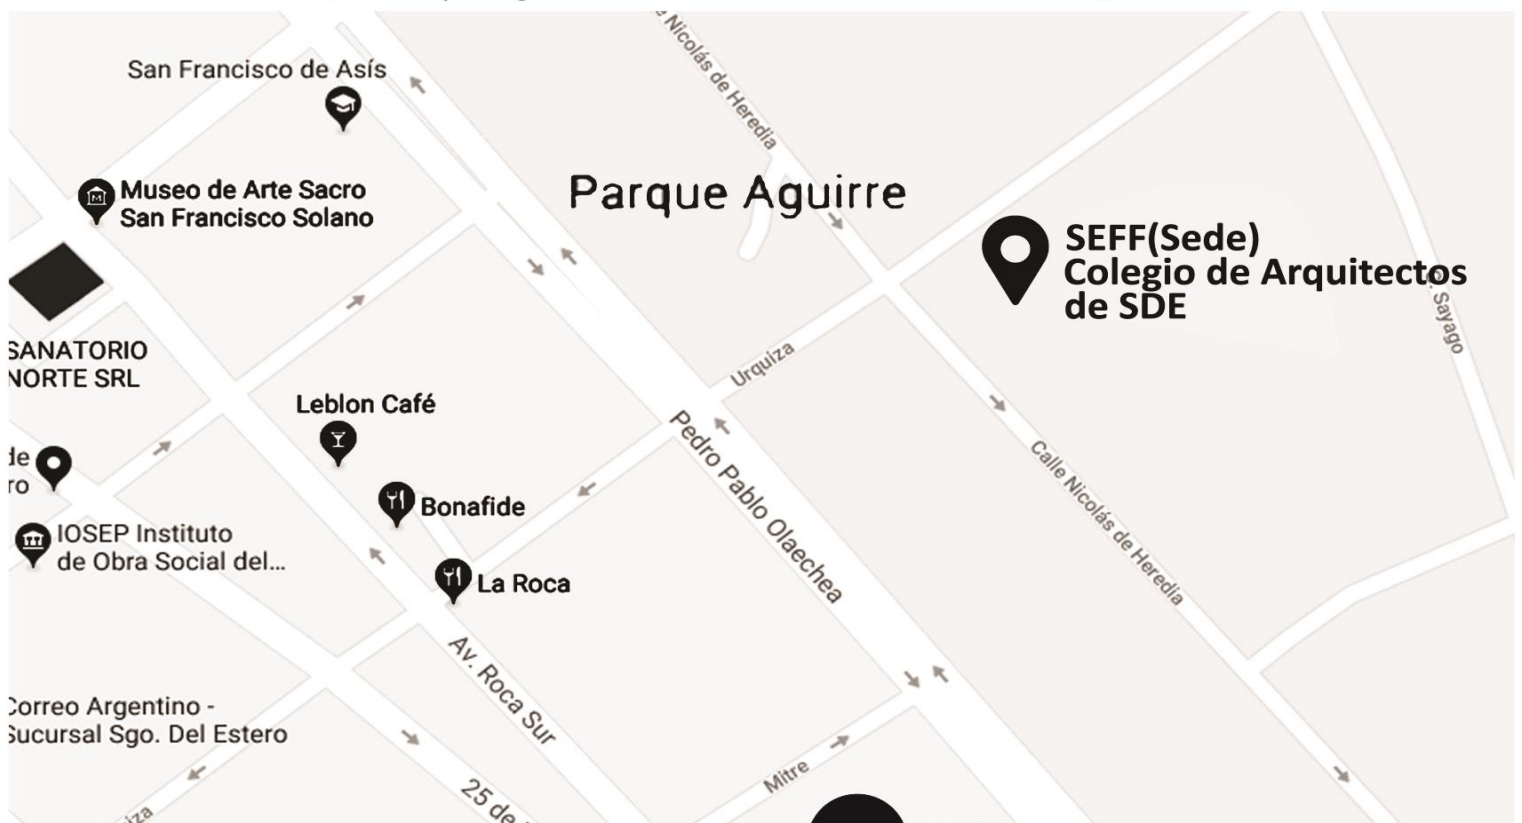 San Francisco de Asís
Nicolás de Heredia
Museo de Arte Sacro
San Francisco Solano
Parque Aguirre
SEFF(Sede)
Colegio de Arquitectos
de SDE
Sayago
SANATORIO
NORTE SRL
Urquiza
Leblon Café
Pedro Pablo Olaechea
Calle Nicolás de Heredia
Bonafide
IOSEP Instituto
de Obra Social del...
La Roca
Av. Roca Sur
Correo Argentino -
Sucursal Sgo. Del Estero
Mitre
25 de